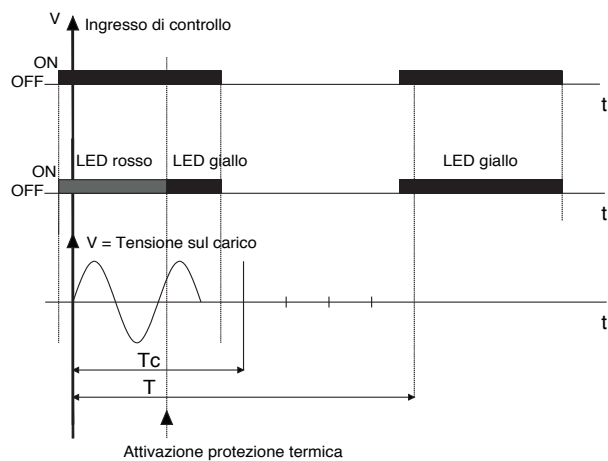 V
Ingresso di controllo
ON
OFF
t
LED rosso
LED giallo
LED giallo
ON
OFF
t
V = Tensione sul carico
t
Tc
T
Attivazione protezione termica